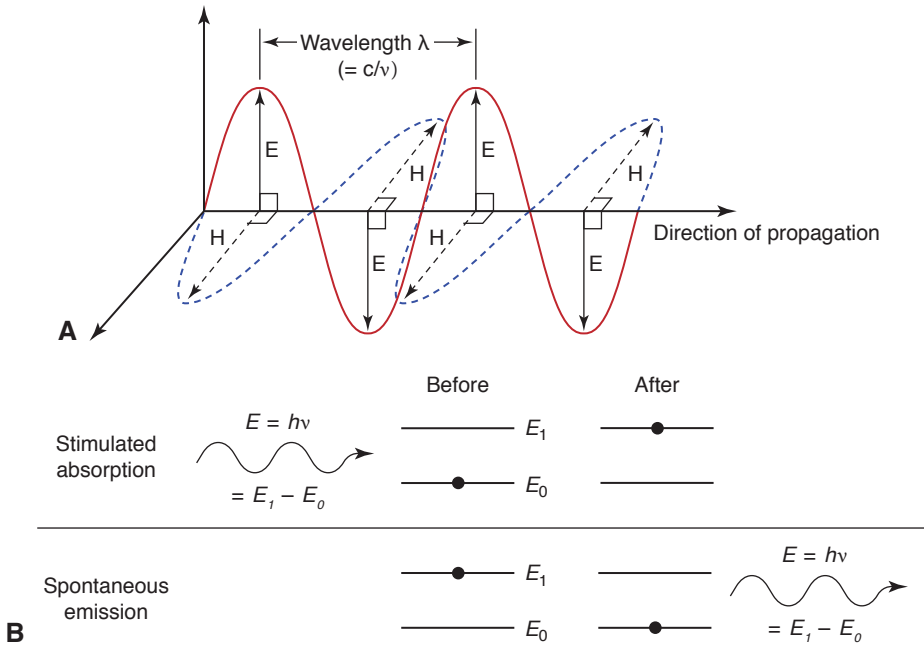 Wavelength λ
(= c/ν)
E
E
H
H
H
H
E
E
Direction of propagation
A
Before
After
Stimulated
absorption
E = hν
= E₁ – E₀
E₁
E₀
Spontaneous
emission
E₁
E₀
E = hν
= E₁ – E₀
B